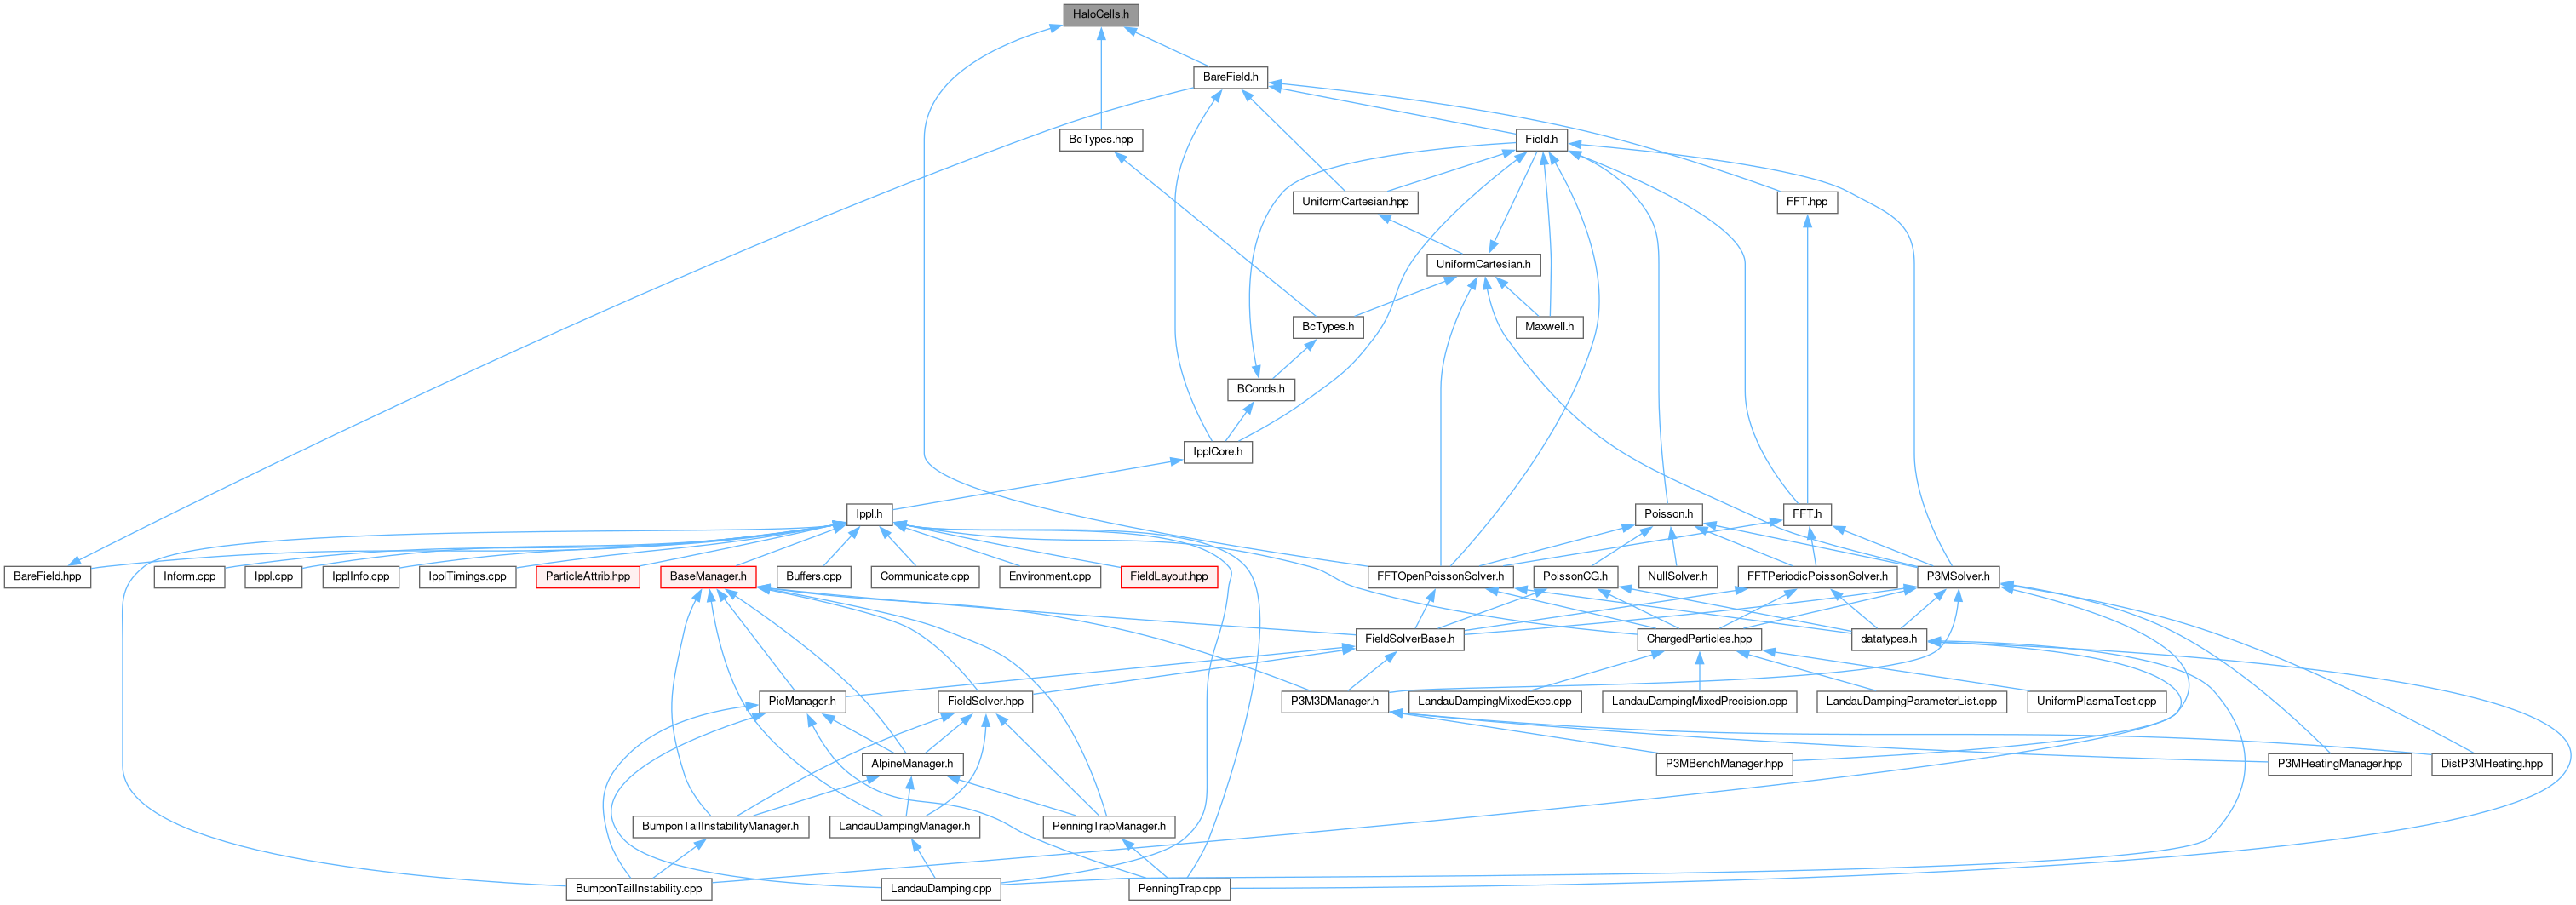 HaloCells.h
BareField.h
BcTypes.hpp
Field.h
UniformCartesian.hpp
FFT.hpp
UniformCartesian.h
BcTypes.h
Maxwell.h
BConds.h
IpplCore.h
Ippl.h
Poisson.h
FFT.h
BareField.hpp
Inform.cpp
Ippl.cpp
IpplInfo.cpp
IpplTimings.cpp
ParticleAttrib.hpp
BaseManager.h
Buffers.cpp
Communicate.cpp
Environment.cpp
FieldLayout.hpp
FFTOpenPoissonSolver.h
PoissonCG.h
NullSolver.h
FFTPeriodicPoissonSolver.h
P3MSolver.h
FieldSolverBase.h
ChargedParticles.hpp
datatypes.h
PicManager.h
FieldSolver.hpp
P3M3DManager.h
LandauDampingMixedExec.cpp
LandauDampingMixedPrecision.cpp
LandauDampingParameterList.cpp
UniformPlasmaTest.cpp
AlpineManager.h
P3MBenchManager.hpp
P3MHeatingManager.hpp
DistP3MHeating.hpp
BumponTailInstabilityManager.h
LandauDampingManager.h
PenningTrapManager.h
BumponTailInstability.cpp
LandauDamping.cpp
PenningTrap.cpp